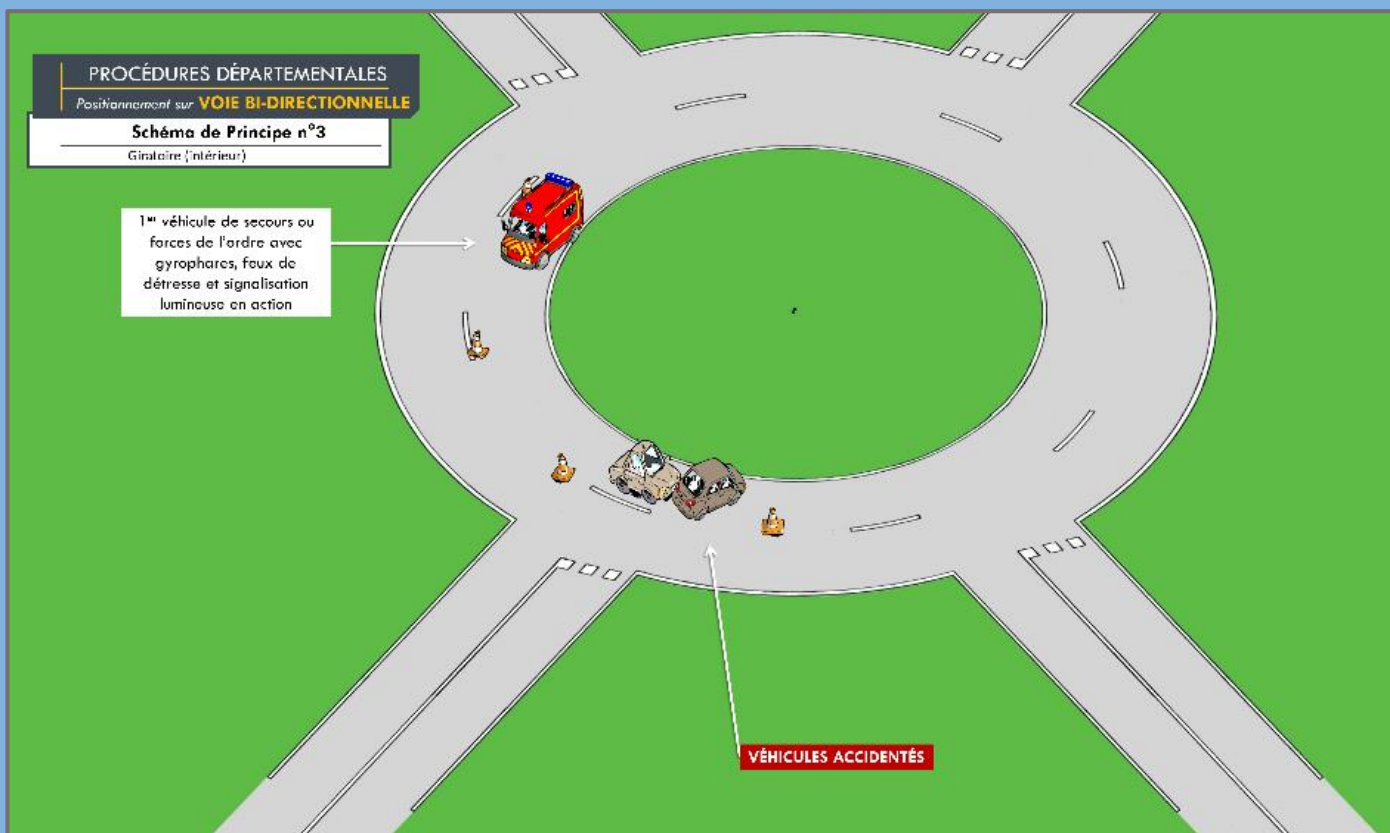 PROCÉDURES DÉPARTEMENTALES
Positionnement sur VOIE BI-DIRECTIONNELLE
Schéma de Principe n°3
Giratoire (intérieur)
1er véhicule de secours ou
forces de l'ordre avec
gyrophares, feux de
détresse et signalisation
lumineuse en action
VÉHICULES ACCIDENTÉS